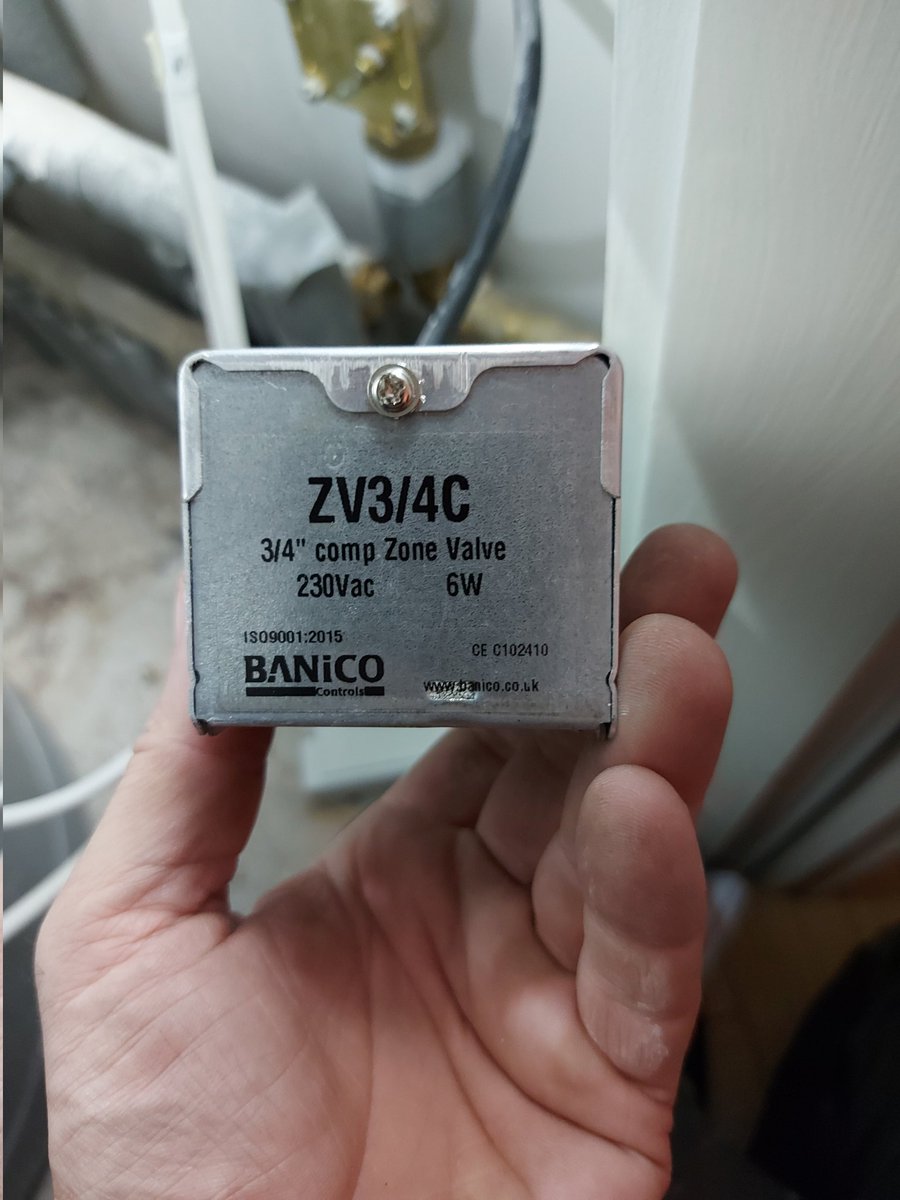 ZV3/4C
3/4" comp Zone Valve
230Vac 6W
ISO9001:2015
CE C102410
BANiCO
Controls
www.banico.co.uk